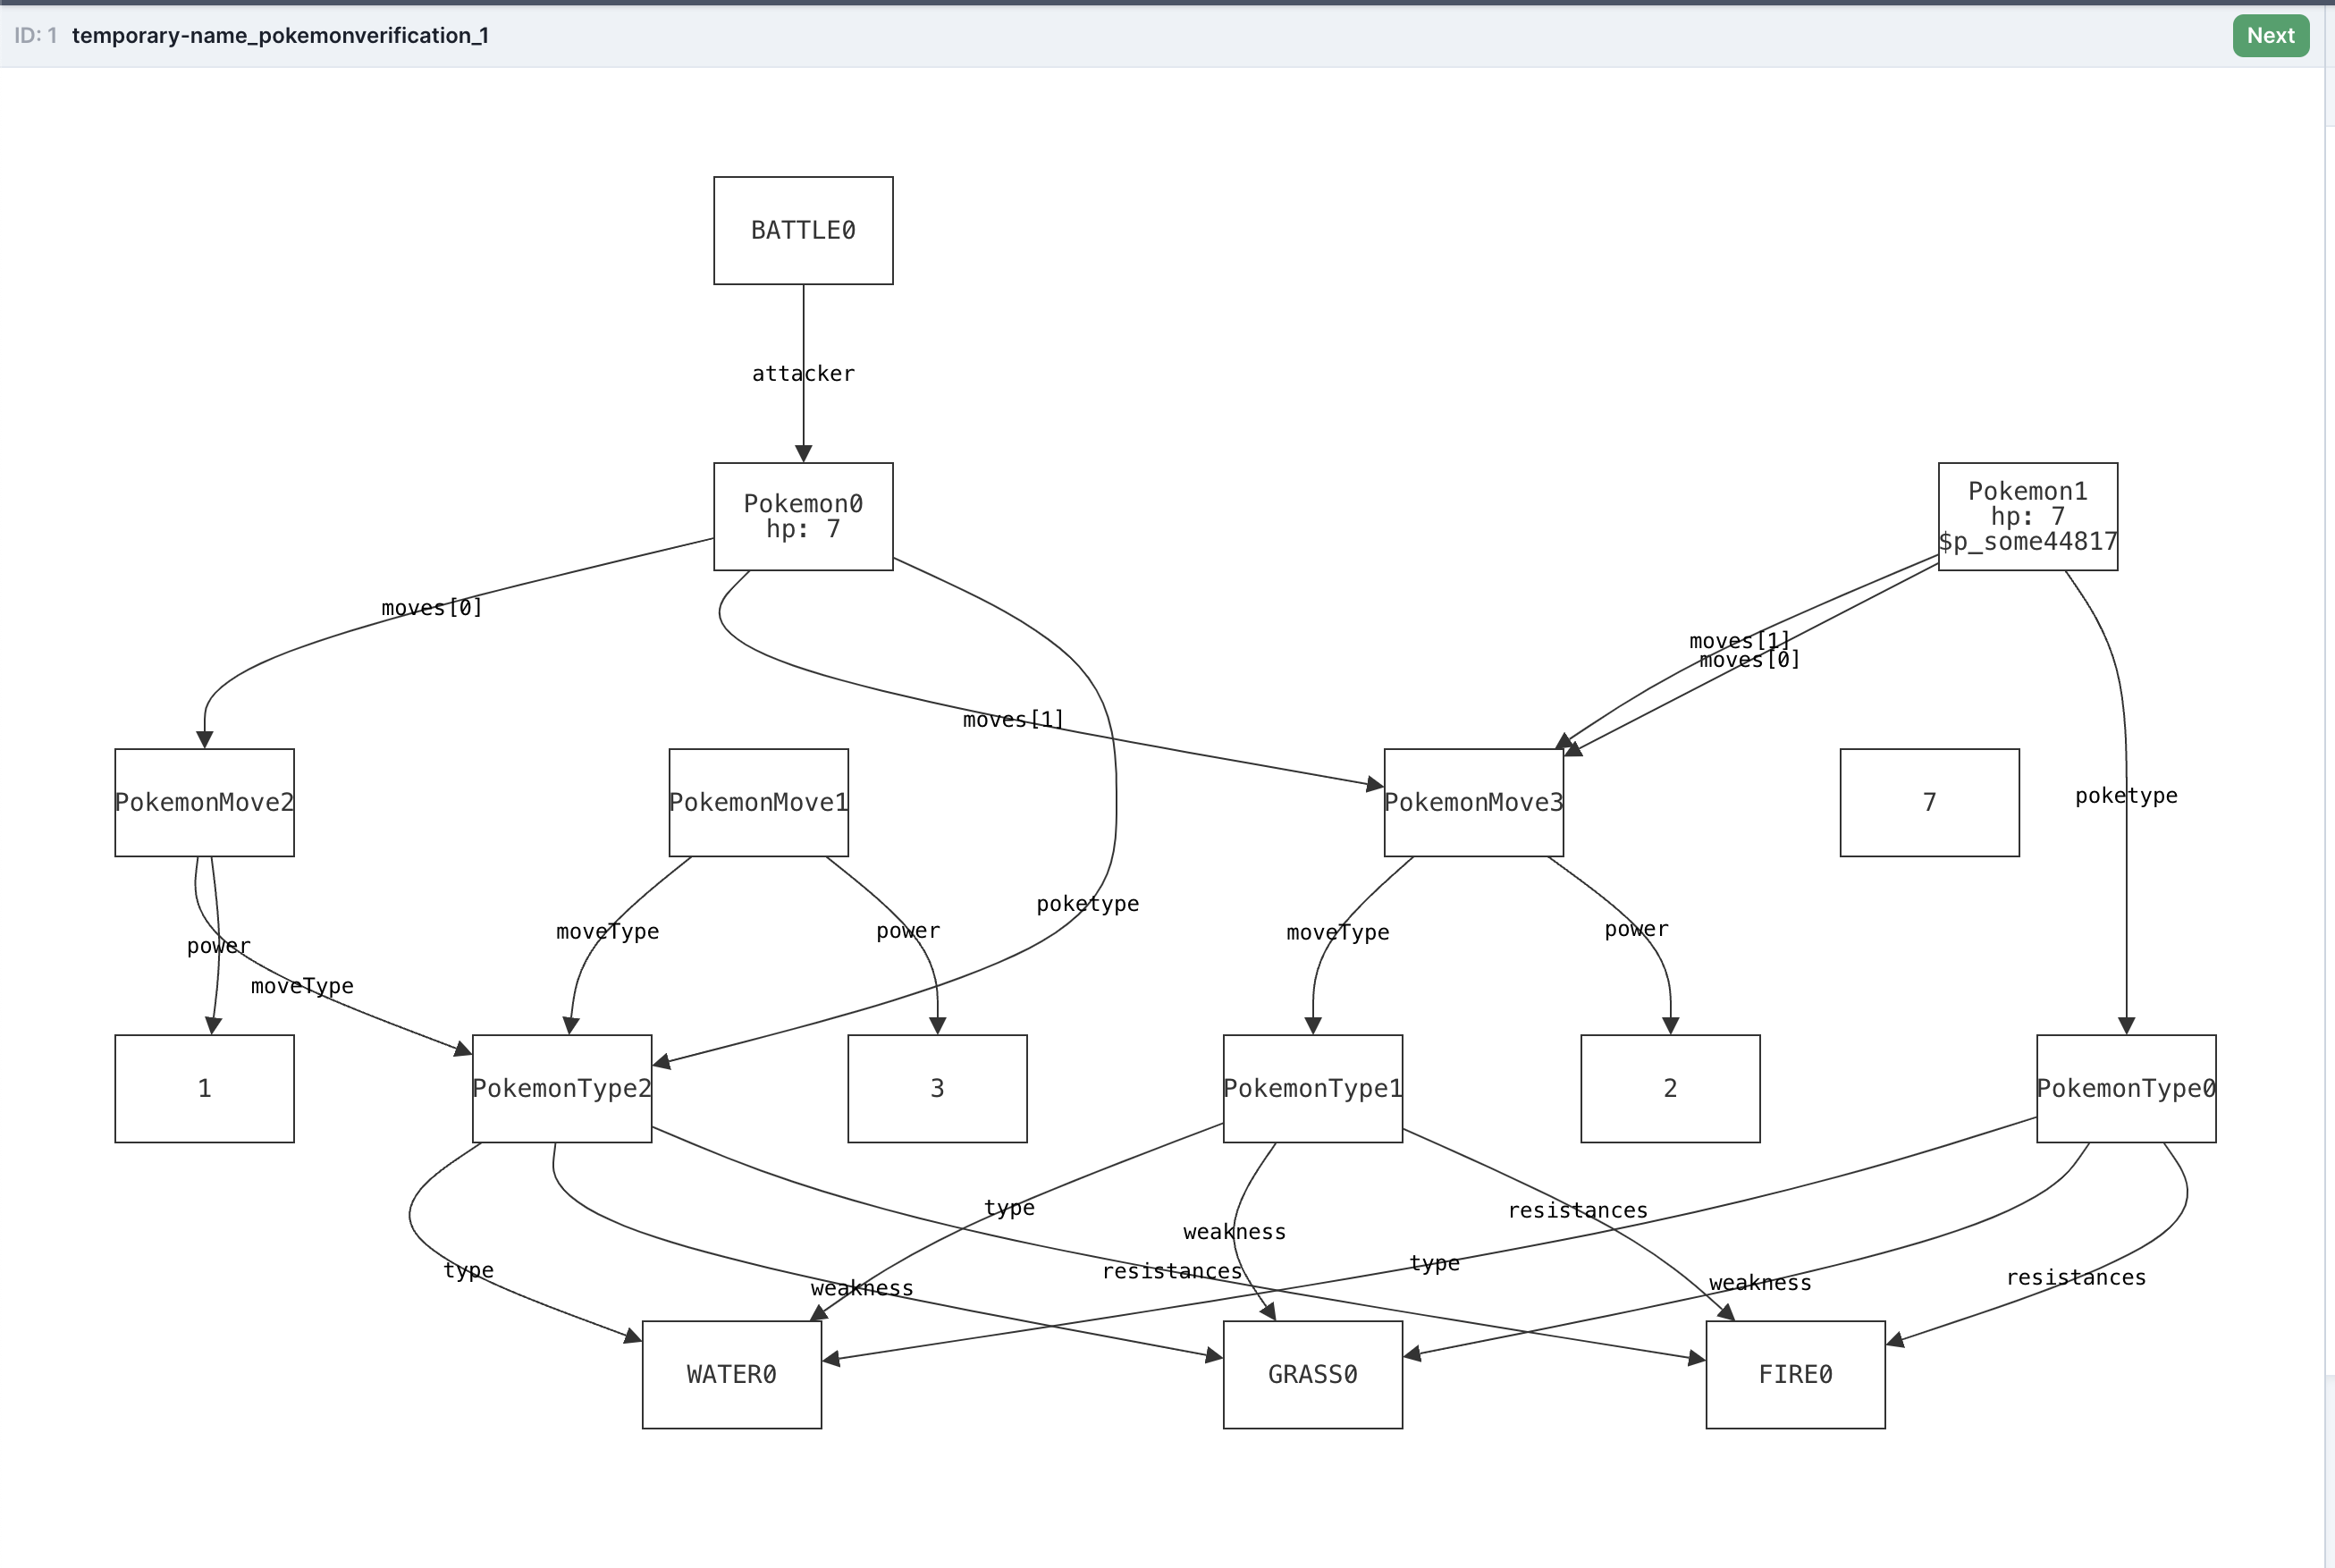 ID: 1 temporary-name_pokemonverification_1
Next
BATTLE0
attacker
Pokemon0
hp: 7
Pokemon1
hp: 7
$p_some44817
moves[0]
moves[1]
moves[0]
moves[1]
PokemonMove2
PokemonMove1
PokemonMove3
7
poketype
poketype
moveType
power
moveType
power
power
moveType
1
PokemonType2
3
PokemonType1
2
PokemonType0
type
resistances
weakness
type
type
resistances
weakness
resistances
weakness
WATER0
GRASS0
FIRE0